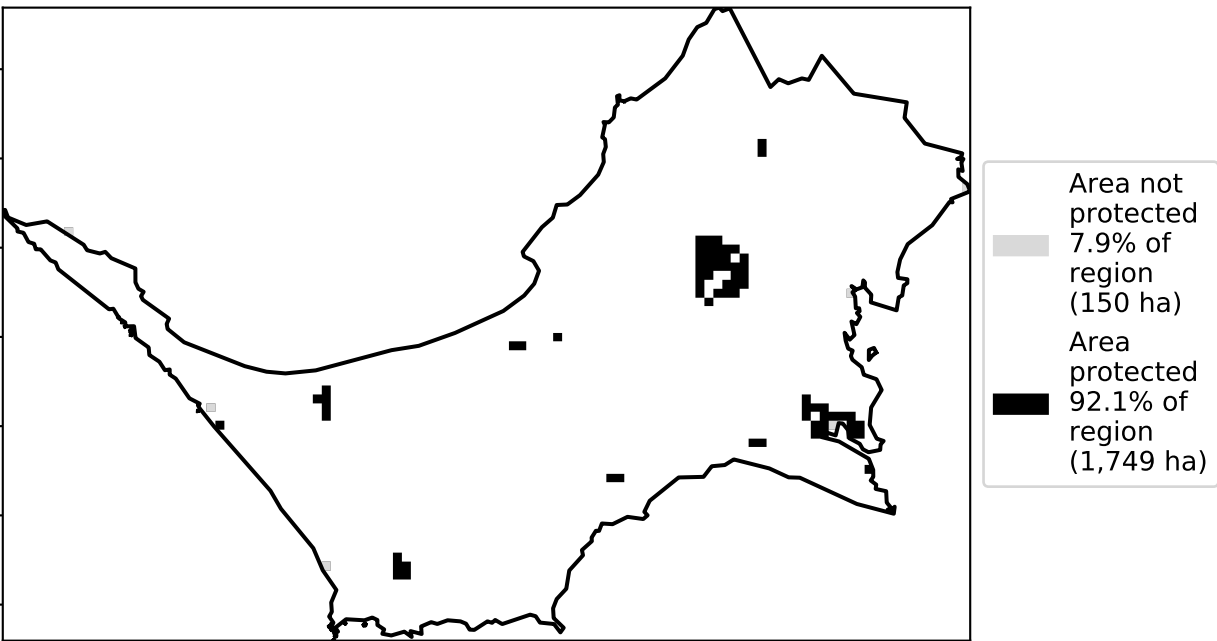 Area not
protected
7.9% of
region
(150 ha)
Area
protected
92.1% of
region
(1,749 ha)